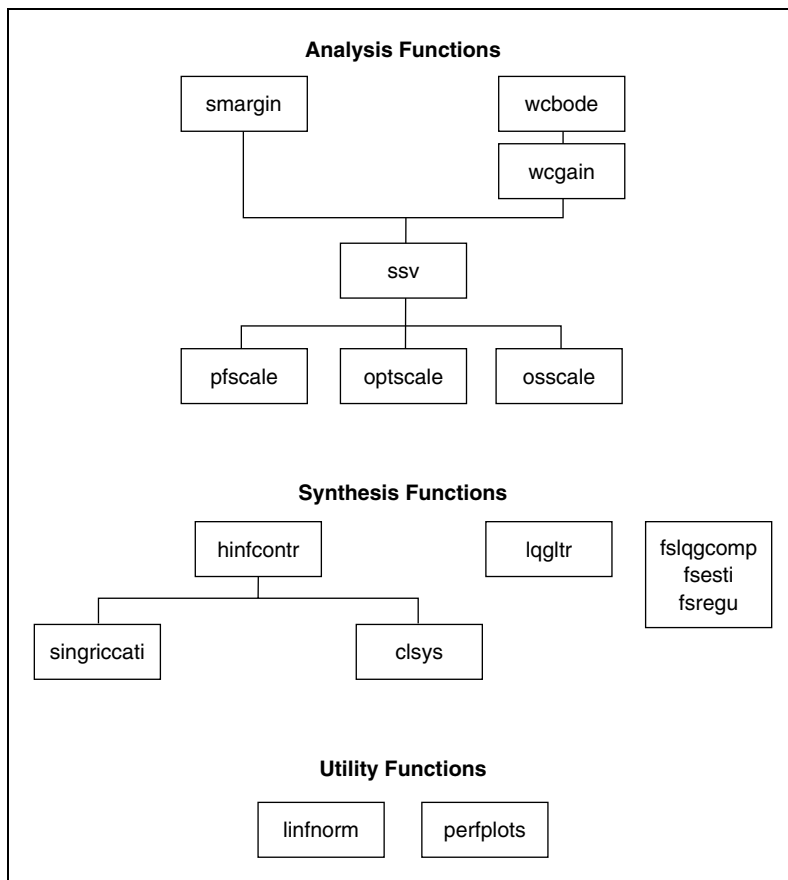 Analysis Functions
smargin
wcbode
wcgain
ssv
pfscale
optscale
osscale
Synthesis Functions
hinfcontr
lqgltr
fslqgcomp
fsesti
fsregu
singriccati
clsys
Utility Functions
linfnorm
perfplots